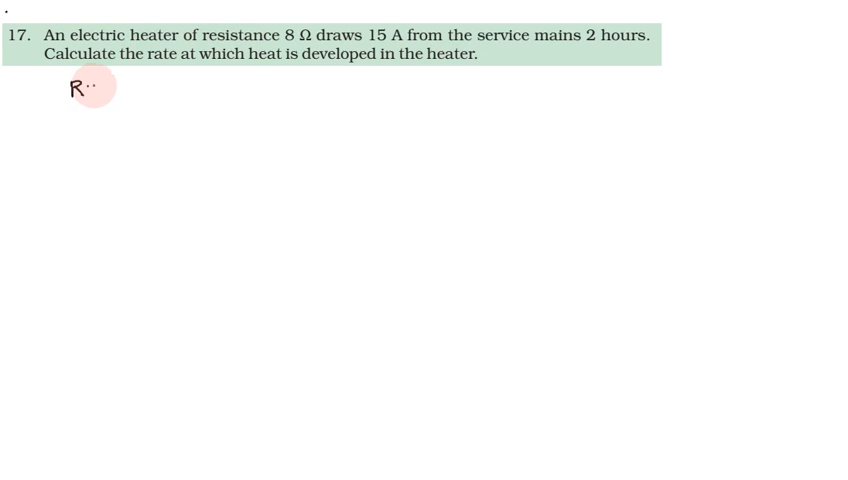 .
17. An electric heater of resistance 8 Ω draws 15 A from the service mains 2 hours.
Calculate the rate at which heat is developed in the heater.
R